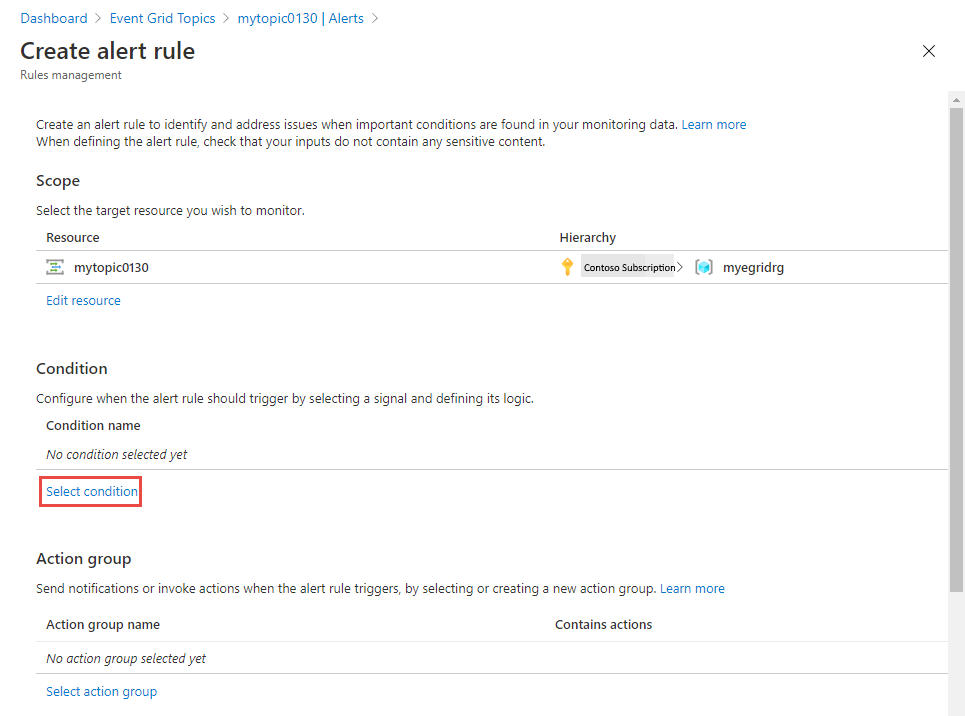 Dashboard > Event Grid Topics > mytopic0130 | Alerts >
Create alert rule
Rules management
Create an alert rule to identify and address issues when important conditions are found in your monitoring data. Learn more
When defining the alert rule, check that your inputs do not contain any sensitive content.
Scope
Select the target resource you wish to monitor.
Resource Hierarchy
mytopic0130 Contoso Subscription > myegridrg
Edit resource
Condition
Configure when the alert rule should trigger by selecting a signal and defining its logic.
Condition name
No condition selected yet
Select condition
Action group
Send notifications or invoke actions when the alert rule triggers, by selecting or creating a new action group. Learn more
Action group name Contains actions
No action group selected yet
Select action group